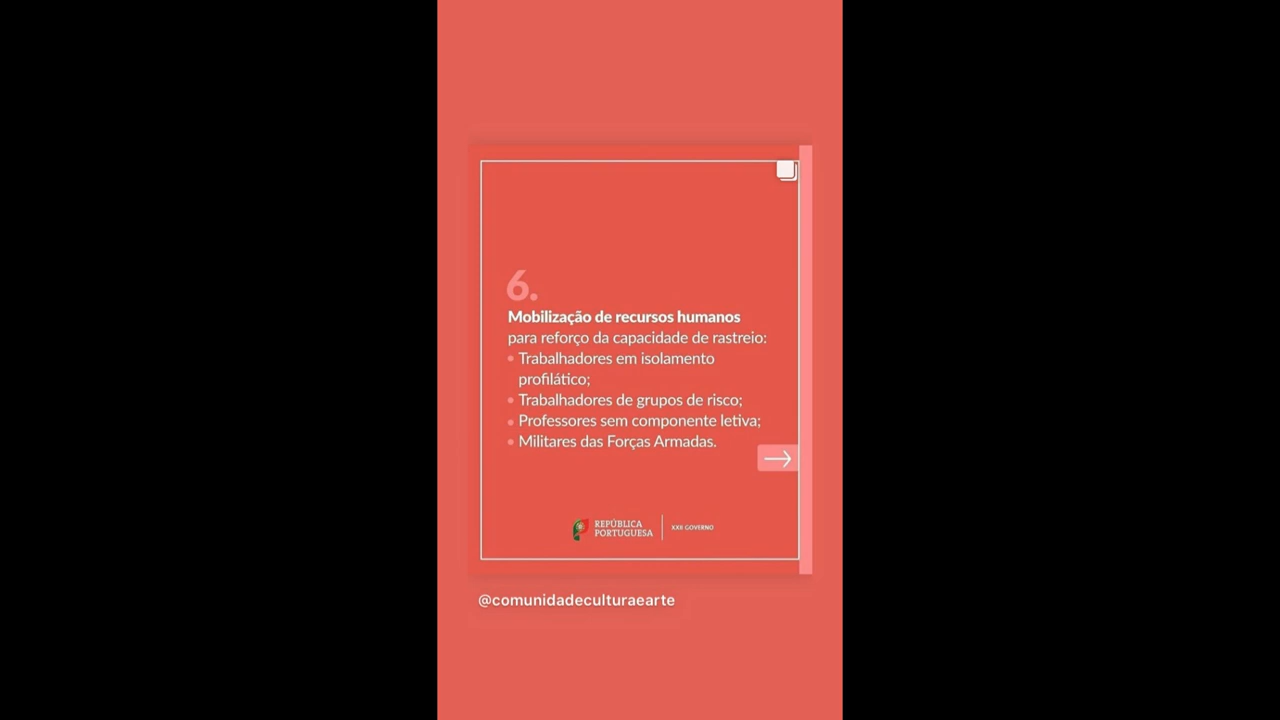 6.
Mobilização de recursos humanos
para reforço da capacidade de rastreio:
• Trabalhadores em isolamento
profilático;
• Trabalhadores de grupos de risco;
• Professores sem componente letiva;
• Militares das Forças Armadas.
REPÚBLICA
PORTUGUESA
XXII GOVERNO
@comunidadeculturaearte